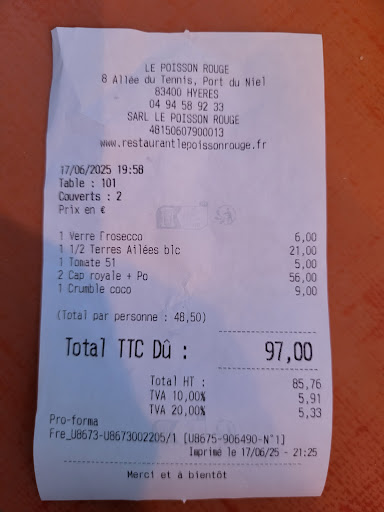 LE POISSON ROUGE
8 Allée du Tennis, Port du Niel
83400 HYERES
04 94 58 92 33
SARL LE POISSON ROUGE
48150607900013
www.restaurantlepoissonrouge.fr
17/06/2025 19:58
Table : 101
Couverts : 2
Prix en €
1 Verre Prosecco 6,00
1 1/2 Terres Ailées blc 21,00
1 Tomate 51 5,00
2 Cap royale + Po 56,00
1 Crumble coco 9,00
(Total par personne : 48,50)
Total TTC Dû : 97,00
Total HT : 85,76
TVA 10,00% 5,91
TVA 20,00% 5,33
Pro-forma
Fre_U8673-U8673002205/1 [U8675-906490-N°1]
Imprimé le 17/06/25 - 21:25
Merci et à bientôt